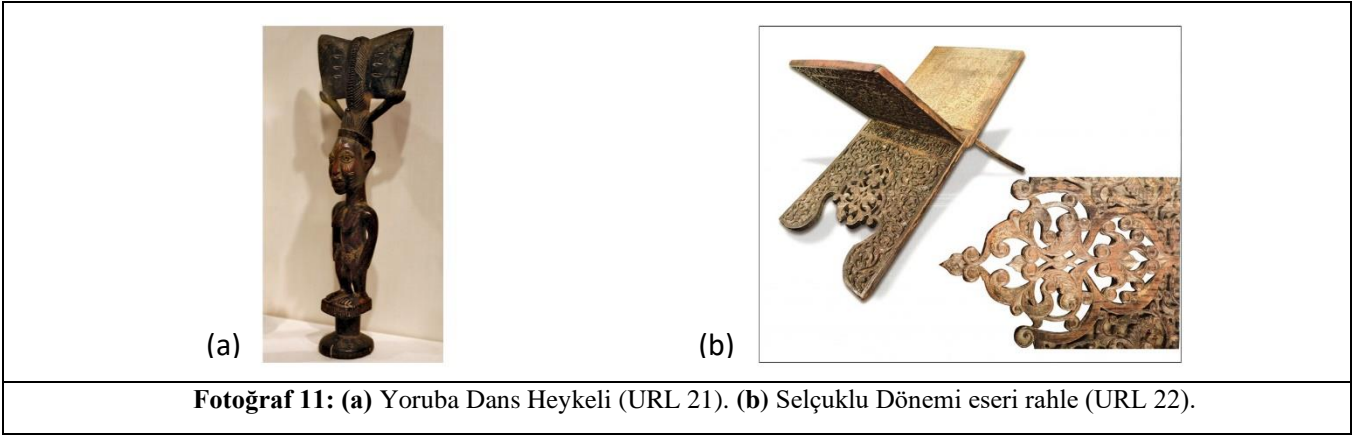 (a)
(b)
Fotoğraf 11: (a) Yoruba Dans Heykeli (URL 21). (b) Selçuklu Dönemi eseri rahle (URL 22).